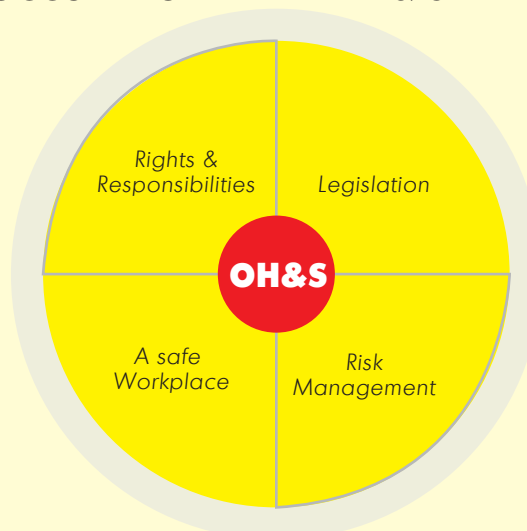 Rights &
Responsibilities
Legislation
OH&S
A safe
Workplace
Risk
Management